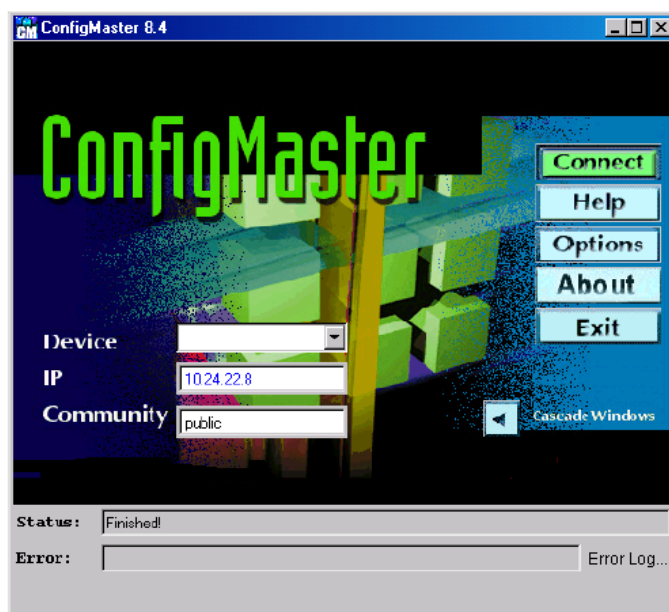 ConfigMaster 8.4
ConfigMaster
Connect
Help
Options
About
Exit
Device
IP 10.24.22.8
Community public
Cascade Windows
Status: Finished!
Error: Error Log...